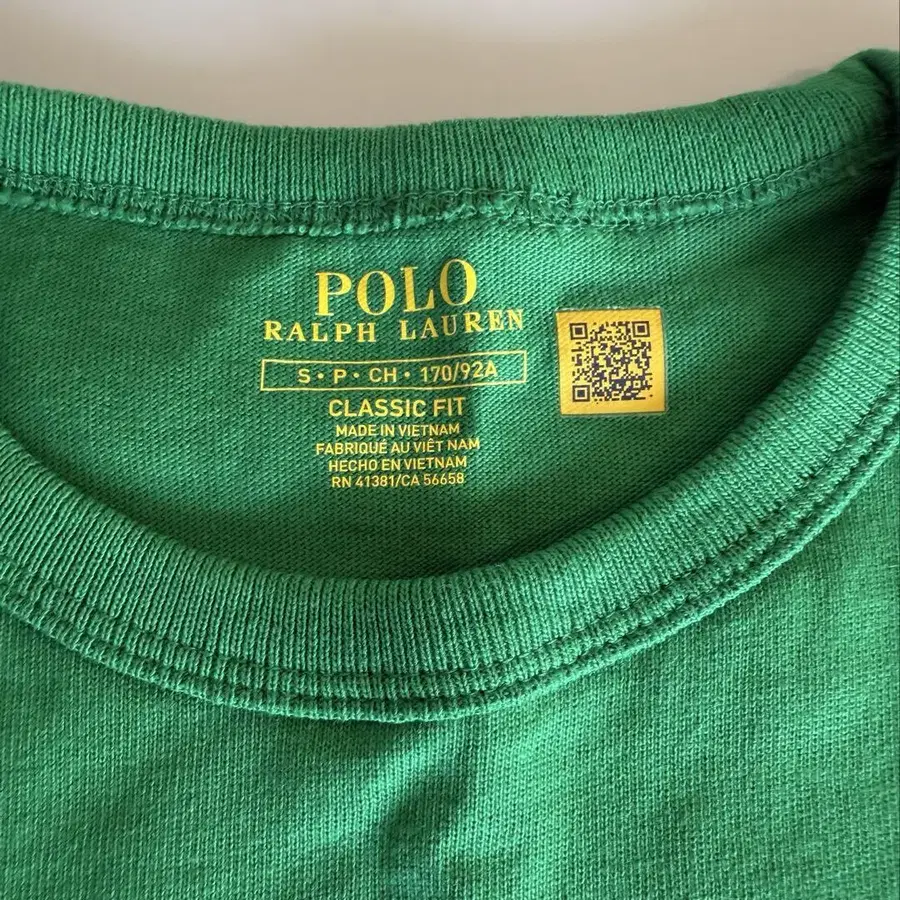 POLO
RALPH LAUREN
S • P • CH • 170/92A
CLASSIC FIT
MADE IN VIETNAM
FABRIQUÉ AU VIÊT NAM
HECHO EN VIETNAM
RN 41381/CA 56658